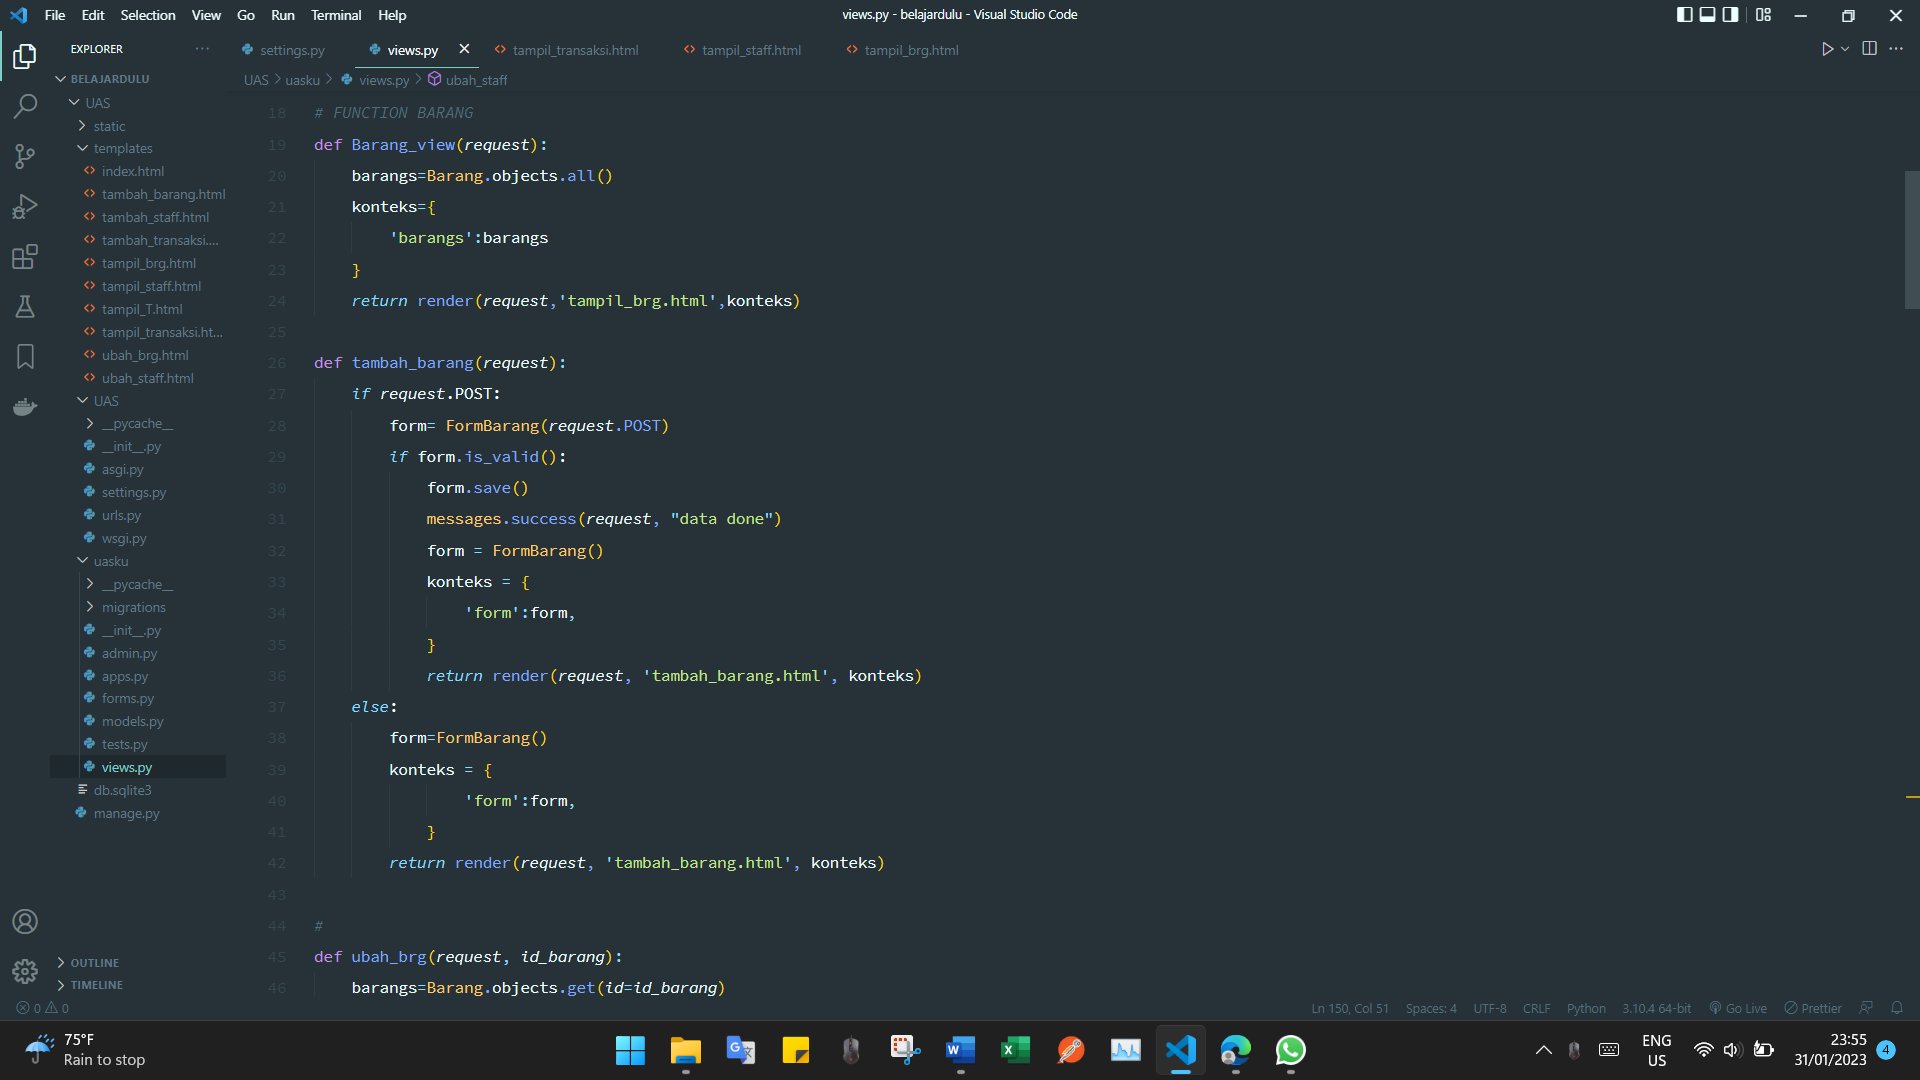 File Edit Selection View Go Run Terminal Help
views.py - belajardulu - Visual Studio Code
EXPLORER
settings.py
views.py
tampil_transaksi.html
tampil_staff.html
tampil_brg.html
UAS > uasku > views.py > ubah_staff
BELAJARDULU
UAS
static
templates
index.html
tambah_barang.html
tambah_staff.html
tambah_transaksi....
tampil_brg.html
tampil_staff.html
tampil_T.html
tampil_transaksi.ht...
ubah_brg.html
ubah_staff.html
UAS
__pycache__
__init__.py
asgi.py
settings.py
urls.py
wsgi.py
uasku
__pycache__
migrations
__init__.py
admin.py
apps.py
forms.py
models.py
tests.py
views.py
db.sqlite3
manage.py
OUTLINE
TIMELINE
18 # FUNCTION BARANG
19 def Barang_view(request):
20 barangs=Barang.objects.all()
21 konteks={
22 'barangs':barangs
23 }
24 return render(request,'tampil_brg.html',konteks)
25
26 def tambah_barang(request):
27 if request.POST:
28 form= FormBarang(request.POST)
29 if form.is_valid():
30 form.save()
31 messages.success(request, "data done")
32 form = FormBarang()
33 konteks = {
34 'form':form,
35 }
36 return render(request, 'tambah_barang.html', konteks)
37 else:
38 form=FormBarang()
39 konteks = {
40 'form':form,
41 }
42 return render(request, 'tambah_barang.html', konteks)
43
44 #
45 def ubah_brg(request, id_barang):
46 barangs=Barang.objects.get(id=id_barang)
0 0
Ln 150, Col 51 Spaces: 4 UTF-8 CRLF Python 3.10.4 64-bit Go Live Prettier
75°F
Rain to stop
ENG
US
23:55
31/01/2023
4